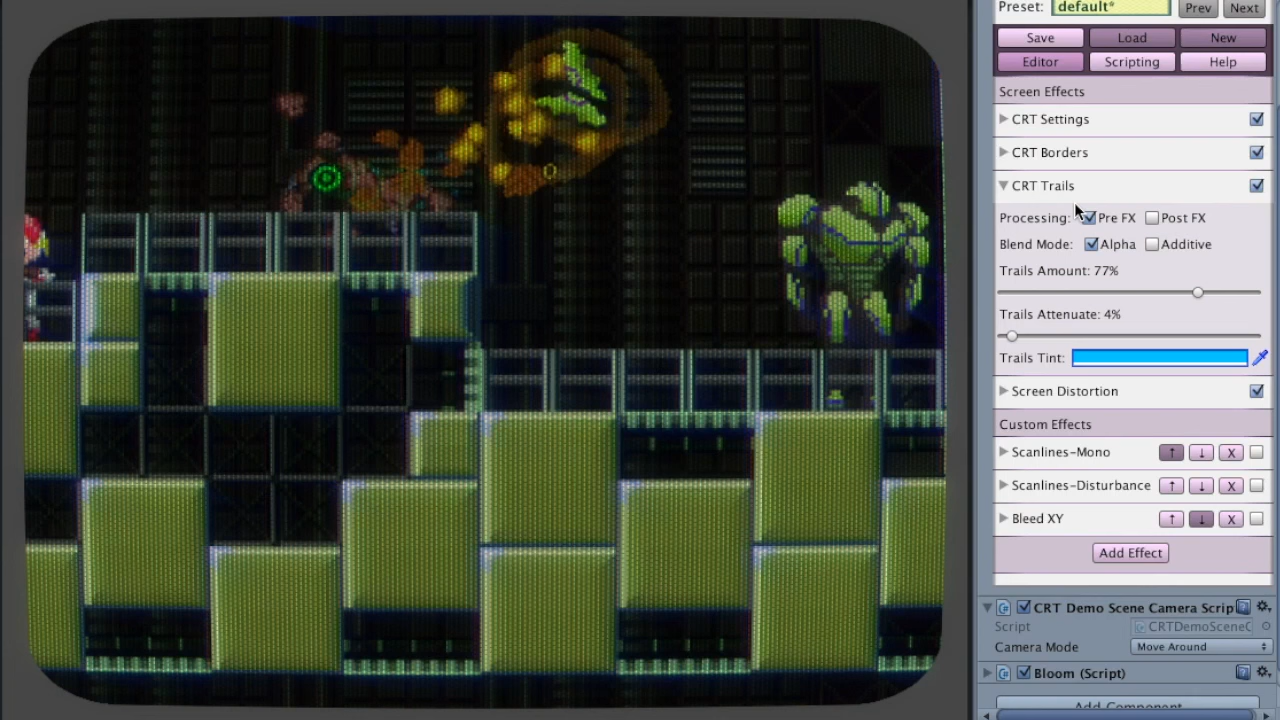 Preset: default* Prev Next
Save Load New
Editor Scripting Help
Screen Effects
CRT Settings
CRT Borders
CRT Trails
Processing: Pre FX Post FX
Blend Mode: Alpha Additive
Trails Amount: 77%
Trails Attenuate: 4%
Trails Tint:
Screen Distortion
Custom Effects
Scanlines-Mono ↑ ↓ X
Scanlines-Disturbance ↑ ↓ X
Bleed XY ↑ ↓ X
Add Effect
CRT Demo Scene Camera Scrip
Script CRTDemoSceneC
Camera Mode Move Around
Bloom (Script)
Add Component